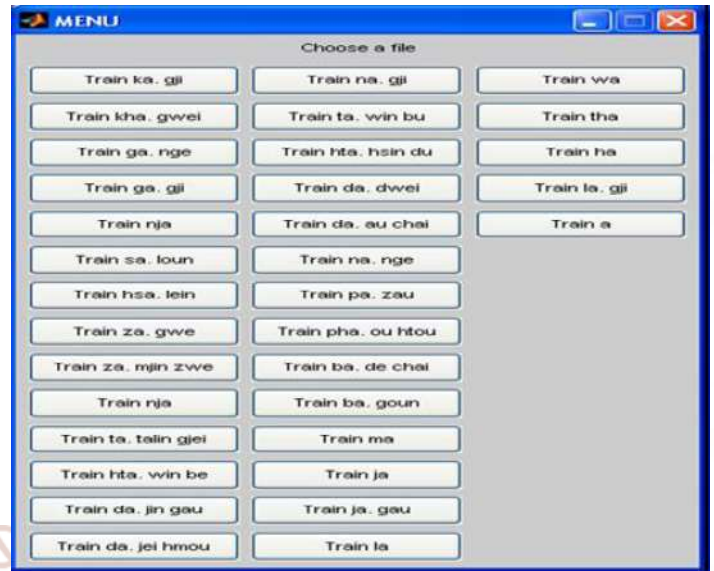 MENU
Choose a file
Train ka. gji
Train kha. gwei
Train ga. nge
Train ga. gji
Train nja
Train sa. loun
Train hsa. lein
Train za. gwe
Train za. mjin zwe
Train nja
Train ta. talin gjei
Train hta. win be
Train da. jin gau
Train da. jei hmou
Train na. gji
Train ta. win bu
Train hta. hsin du
Train da. dwei
Train da. au chai
Train na. nge
Train pa. zau
Train pha. ou htou
Train ba. de chai
Train ba. goun
Train ma
Train ja
Train ja. gau
Train la
Train wa
Train tha
Train ha
Train la. gji
Train a